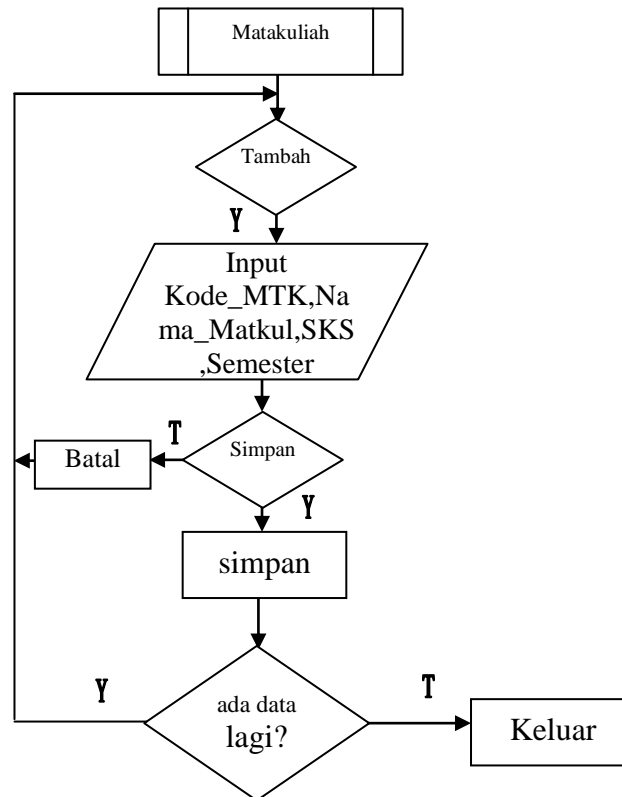 Matakuliah
Tambah
Y
Input
Kode_MTK,Na
ma_Matkul,SKS
,Semester
T
Batal
Simpan
Y
simpan
Y
ada data
lagi?
T
Keluar